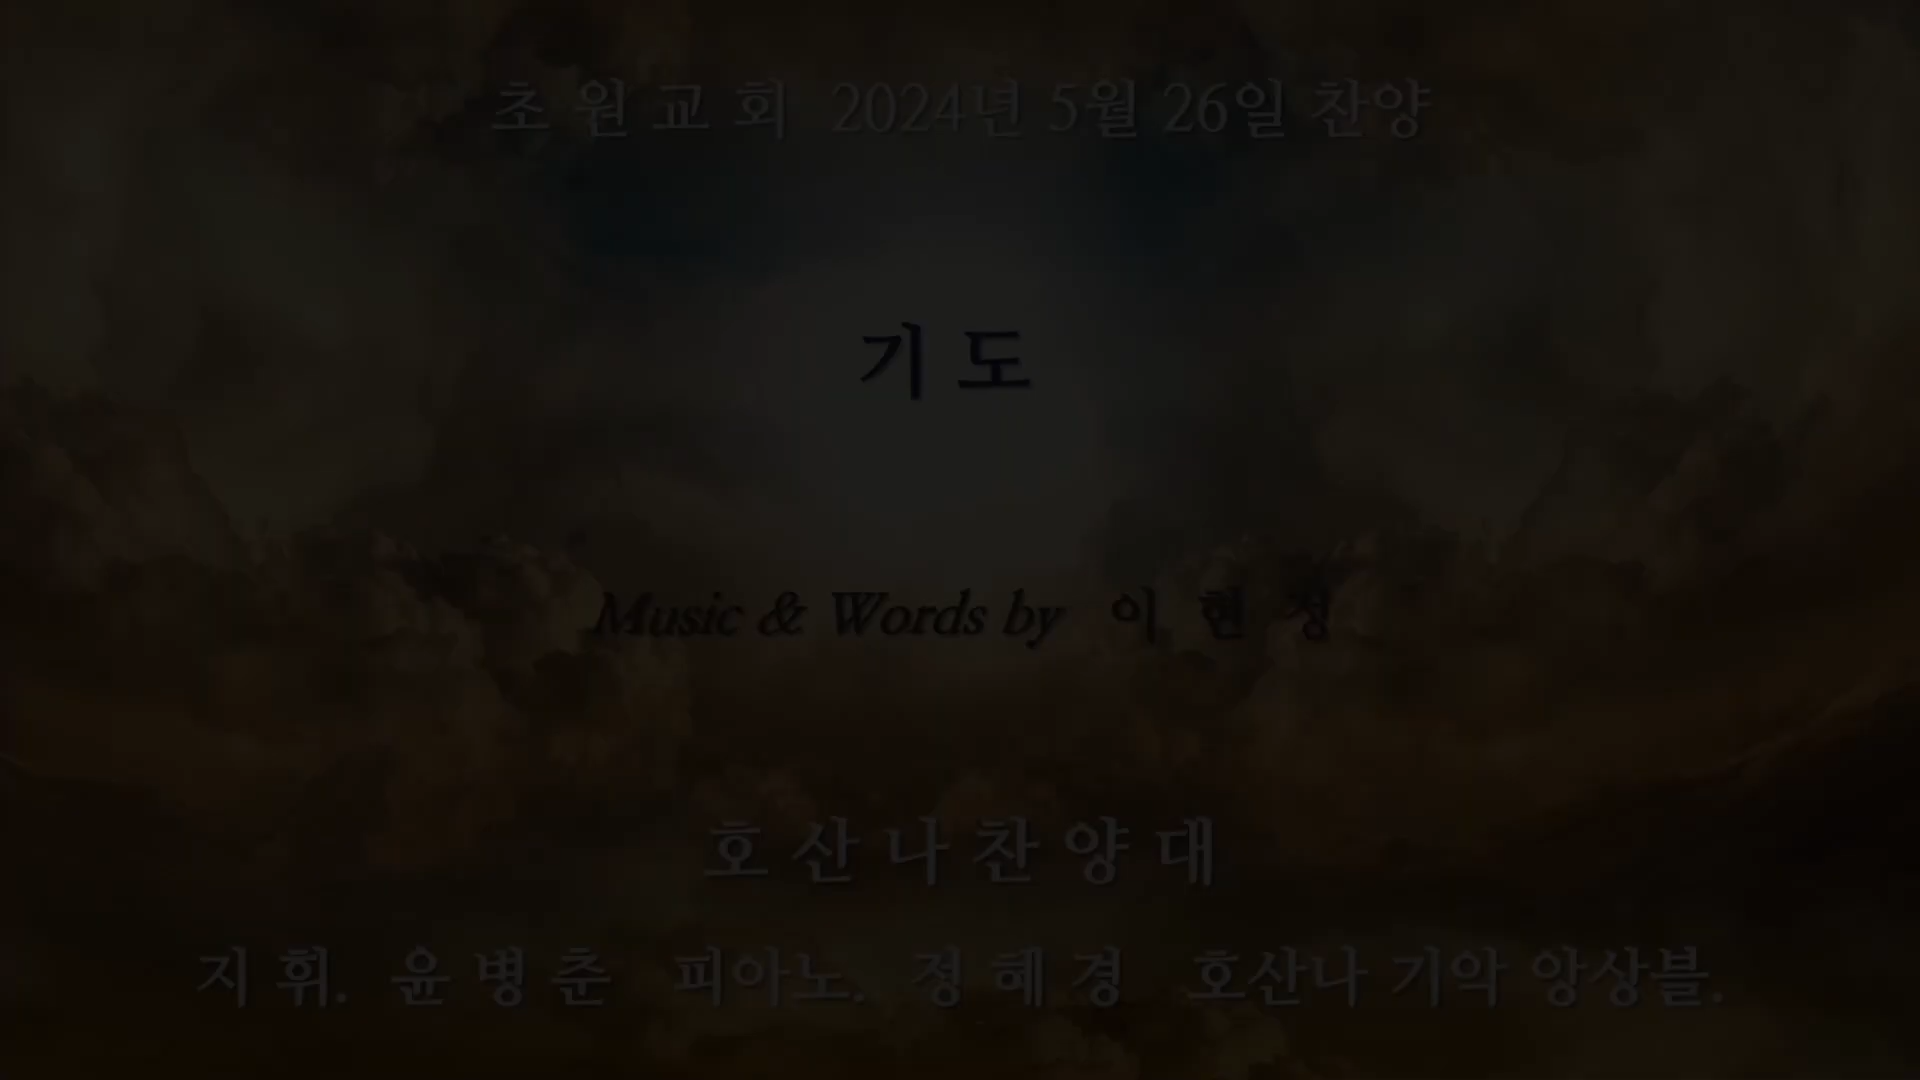 초 원 교 회 2024년 5월 26일 찬양
기 도
Music & Words by 이 현 정
호 산 나 찬 양 대
지 휘. 윤 병 춘 피아노. 정 혜 경 호산나 기악 앙상블.